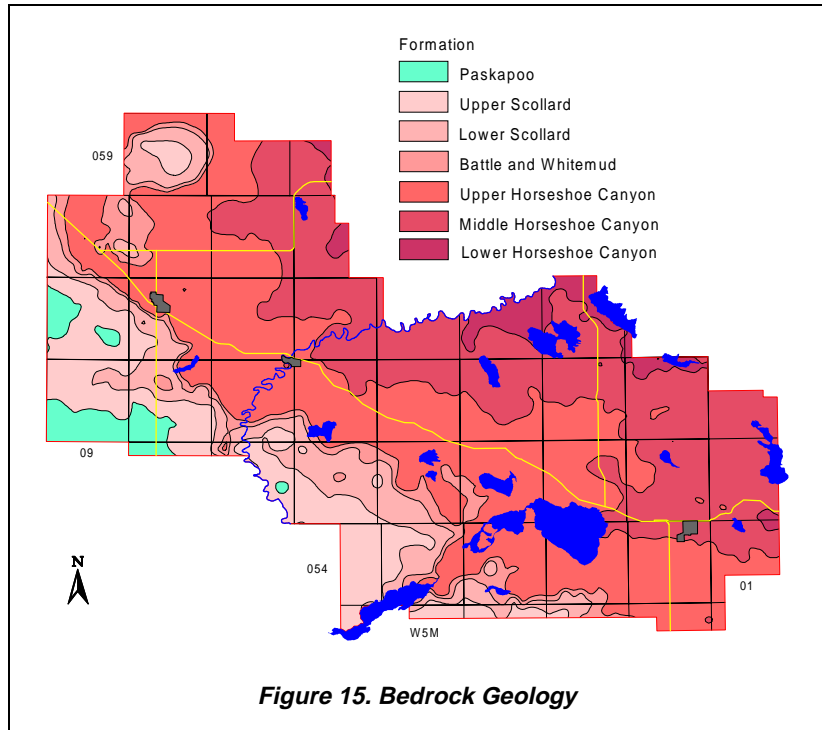 Formation
Paskapoo
Upper Scollard
Lower Scollard
Battle and Whitemud
Upper Horseshoe Canyon
Middle Horseshoe Canyon
Lower Horseshoe Canyon
059
09
N
054
01
W5M
Figure 15. Bedrock Geology